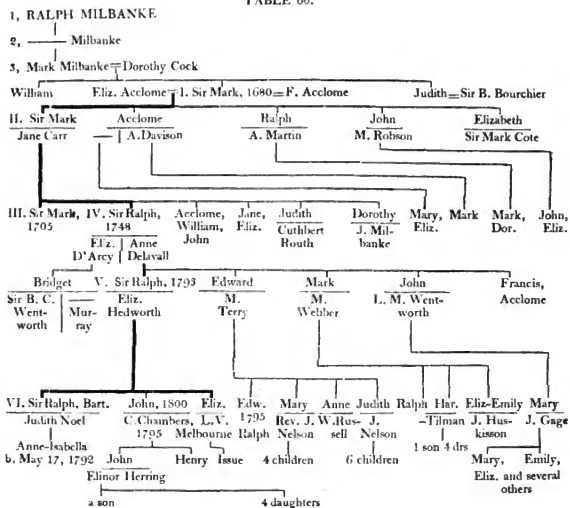 TABLE 60.
1, RALPH MILBANKE
2, —— Milbanke
3, Mark Milbanke=Dorothy Cock
William Eliz. Acclome=I. Sir Mark, 1680=F. Acclome Judith=Sir B. Bourchier
II. Sir Mark Acclome Ralph John Elizabeth
Jane Carr — | A.Davison A. Martin M. Robson Sir Mark Cote
III. Sir Mark, IV. Sir Ralph, Acclome, Jane, Judith Dorothy Mary, Mark Mark, John,
1705 1748 William, Eliz. Cuthbert J. Mil- Eliz. Dor. Eliz.
Eliz. | Anne John Routh banke
D'Arcy | Delavall
Bridget V. Sir Ralph, 1793 Edward Mark John Francis,
Sir B. C. — Eliz. M. M. L. M. Went- Acclome
Went- Mur- Hedworth Terry Webber worth
worth ray
VI. Sir Ralph, Bart. John, 1800 Eliz. Edw. Mary Anne Judith Ralph Har. Eliz-Emily Mary
Judith Noel C.Chambers, L.V. 1795 Rev. J. W.Rus- J. –Tilman J. Hus- J. Gage
Anne-Isabella 1795 Melbourne Ralph Nelson sell Nelson 1 son 4 drs kisson
b. May 17, 1792 John Henry Issue 4 children 6 children Mary, Emily,
Elinor Herring Eliz. and several
a son 4 daughters others